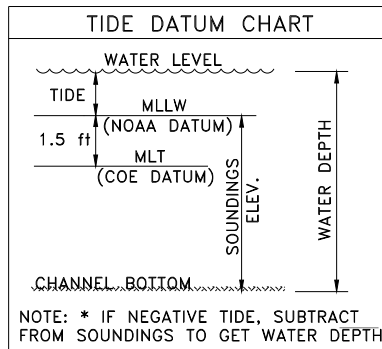 TIDE DATUM CHART
WATER LEVEL
TIDE
MLLW
(NOAA DATUM)
1.5 ft
MLT
(COE DATUM)
SOUNDINGS
ELEV.
WATER DEPTH
CHANNEL BOTTOM
NOTE: * IF NEGATIVE TIDE, SUBTRACT
FROM SOUNDINGS TO GET WATER DEPTH